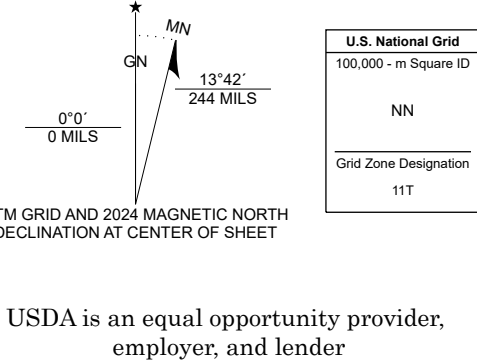 MN
GN
13°42´
244 MILS
0°0´
0 MILS
GRID AND 2024 MAGNETIC NORTH
AT CENTER OF SHEET
U.S. National Grid
100,000 - m Square ID
NN
Grid Zone Designation
11T
USDA is an equal opportunity provider,
employer, and lender